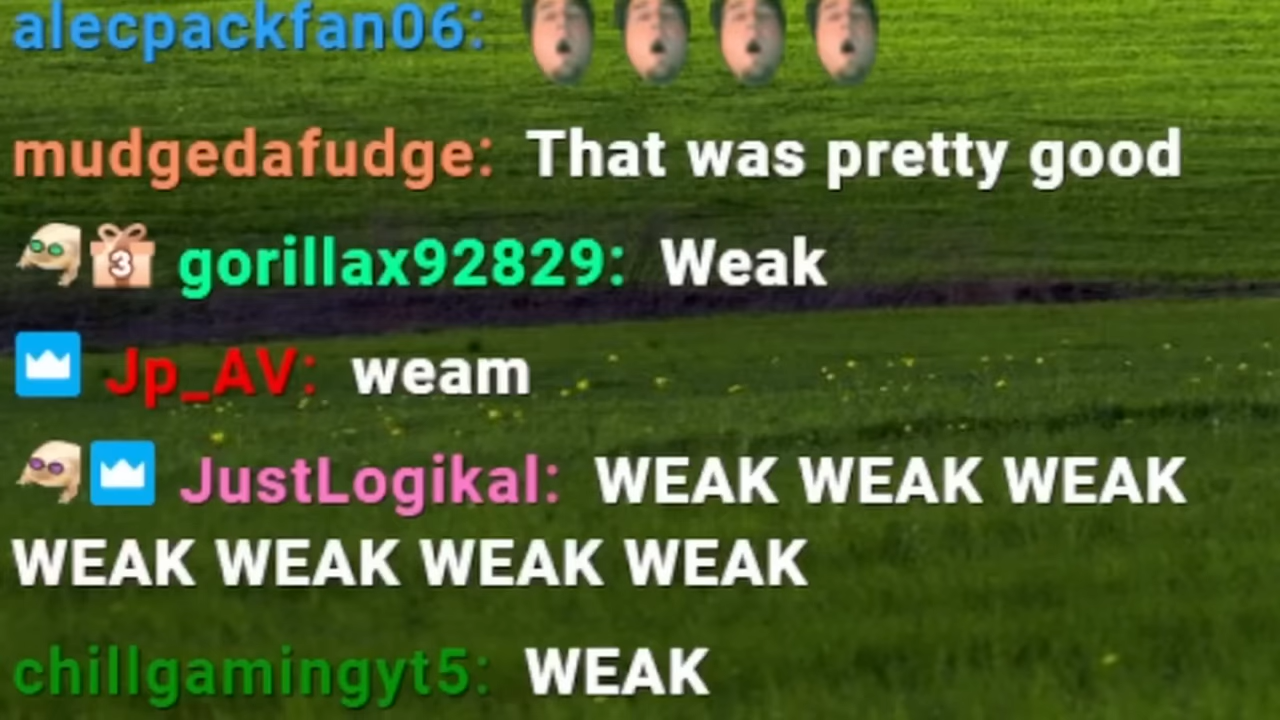 alecpackfan06:
mudgedafudge: That was pretty good
3 gorillax92829: Weak
Jp_AV: weam
JustLogikal: WEAK WEAK WEAK
WEAK WEAK WEAK WEAK
chillgamingyt5: WEAK